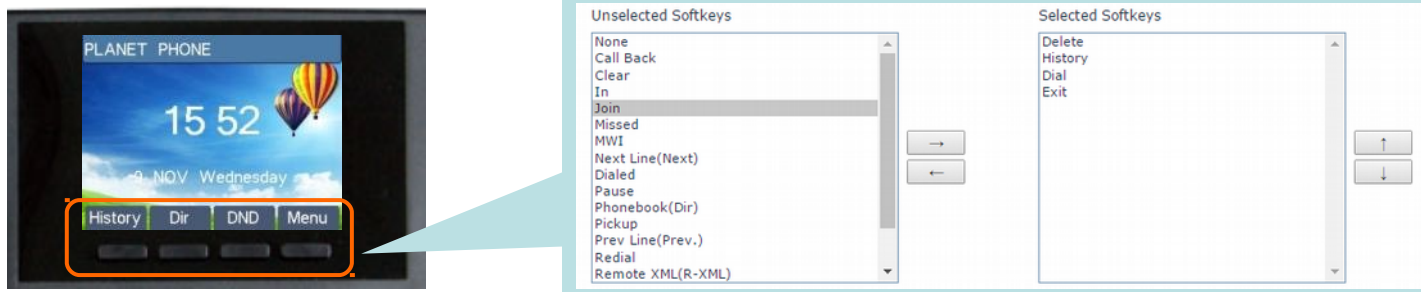 PLANET PHONE
15 52
9 NOV Wednesday
History Dir DND Menu
Unselected Softkeys
None
Call Back
Clear
In
Join
Missed
MWI
Next Line(Next)
Dialed
Pause
Phonebook(Dir)
Pickup
Prev Line(Prev.)
Redial
Remote XML(R-XML)
→
←
Selected Softkeys
Delete
History
Dial
Exit
↑
↓